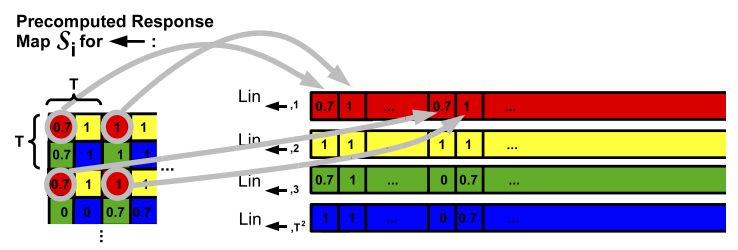 Precomputed Response
Map Si for ← :
T
T
0.7 1 1 1
0.7 1 1 1
0.7 1 1 1
0 0 0.7 0.7
...
...
Lin ←,1 0.7 1 ... 0.7 1 ...
Lin ←,2 1 1 ... 1 1 ...
Lin ←,3 0.7 1 ... 0 0.7 ...
Lin ←,T² 1 1 ... 0 0.7 ...